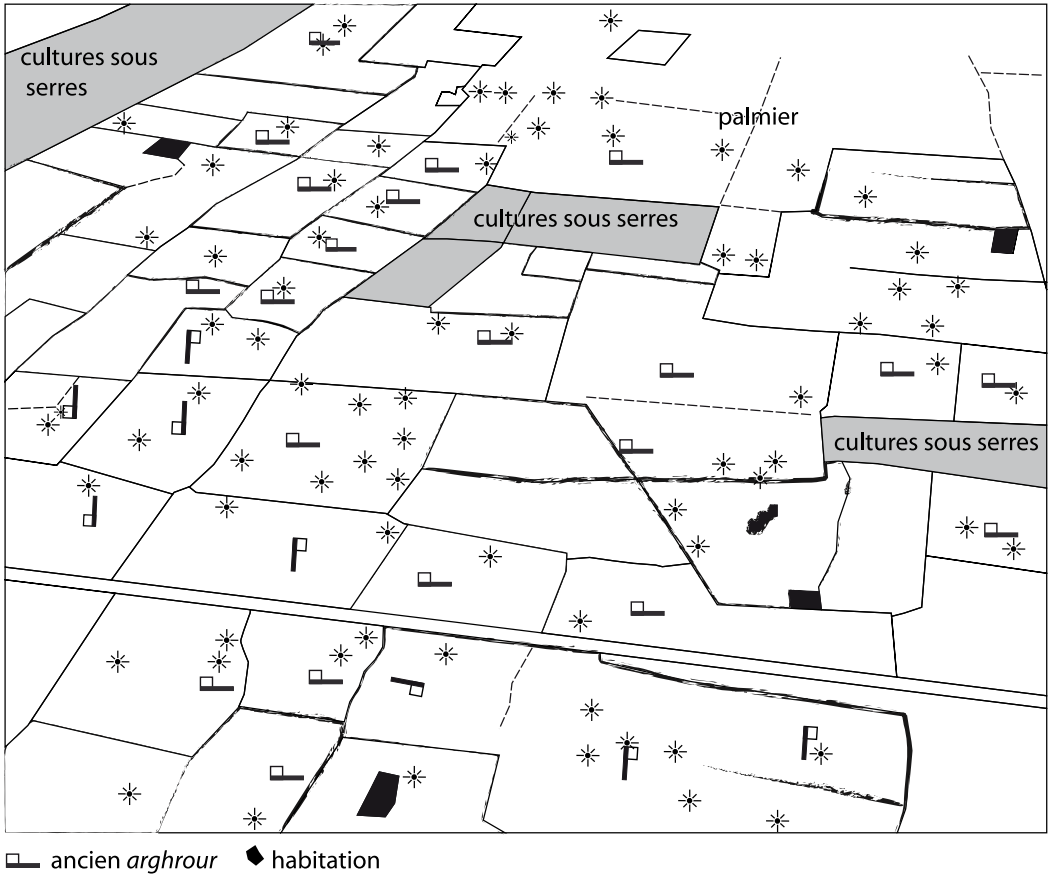 cultures sous
serres
palmier
cultures sous serres
cultures sous serres
ancien arghrour
habitation